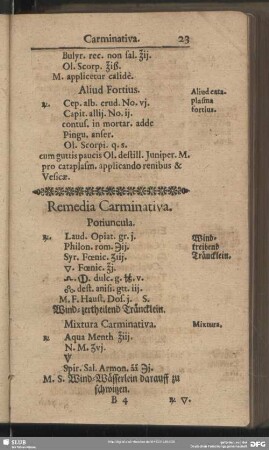 Carminativa. 23
Butyr. rec. non sal. ℥ij.
Ol. Scorp. ℥iß.
M. applicetur calidè.
Aliud Fortius.
Aliud cata-
plasma
fortius.
℞. Cep. alb. crud. No. vj.
Capit. allij. No. ij.
contus. in mortar. adde
Pingu. anser.
Ol. Scorpi. q. s.
cum guttis paucis Ol. destill. Juniper. M.
pro cataplasm. applicando renibus &
Vesicæ.
Remedia Carminativa.
Potiuncula.
℞. Laud. Opiat. gr. j.
Wind-
treibend
Träncklein.
Philon. rom. ℈ij.
Syr. Fœnic. ʒiij.
🜄. Fœnic. ℥j.
dulc. g. v.
dest. anis. gtt. iij.
M. F. Haust. Dos. j. S.
Wind-zertheilend Träncklein.
Mixtura Carminativa.
Mixtura.
℞ Aqua Menth. ℥iij
N. M. ʒvj.
Spir. Sal. Armon. āā ℈j.
M. S. Wind-Wässerlein darauff zu
schwitzen.
B 4
℞ 🜄.
SLUB